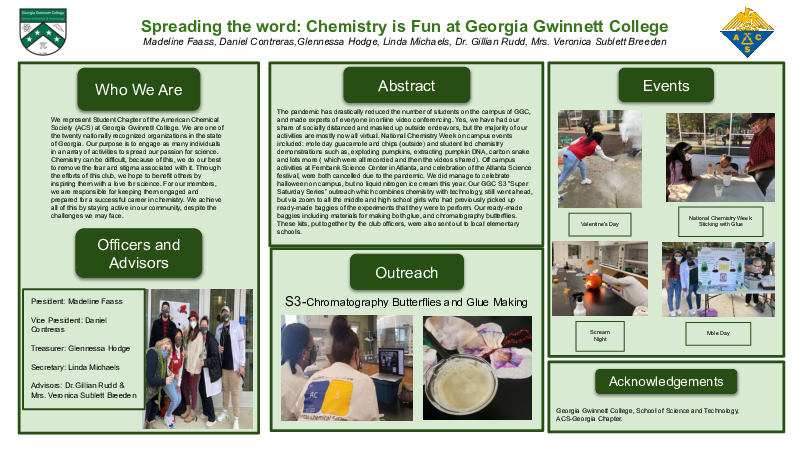 Georgia Gwinnett College
Spreading the word: Chemistry is Fun at Georgia Gwinnett College
Madeline Faass, Daniel Contreras,Glennessa Hodge, Linda Michaels, Dr. Gillian Rudd, Mrs. Veronica Sublett Breeden
A C S
Who We Are
We represent Student Chapter of the American Chemical
Society (ACS) at Georgia Gwinnett College. We are one of
the twenty nationally recognized organizations in the state
of Georgia. Our purpose is to engage as many individuals
in an array of activities to spread our passion for science.
Chemistry can be difficult, because of this, we do our best
to remove the fear and stigma associated with it. Through
the efforts of this club, we hope to benefit others by
inspiring them with a love for science. For our members,
we are responsible for keeping them engaged and
prepared for a successful career in chemistry. We achieve
all of this by staying active in our community, despite the
challenges we may face.
Officers and
Advisors
President: Madeline Faass
Vice President: Daniel
Contreras
Treasurer: Glennessa Hodge
Secretary: Linda Michaels
Advisors: Dr. Gillian Rudd &
Mrs. Veronica Sublett Breeden
Abstract
The pandemic has drastically reduced the number of students on the campus of GGC,
and made experts of everyone in online video conferencing. Yes, we have had our
share of socially distanced and masked up outside endeavors, but the majority of our
activities are mostly now all virtual. National Chemistry Week on campus events
included: mole day guacamole and chips (outside) and student led chemistry
demonstrations such as, exploding pumpkins, extracting pumpkin DNA, carbon snake
and lots more ( which were all recorded and then the videos shared). Off campus
activities at Fernbank Science Center in Atlanta, and celebration of the Atlanta Science
festival, were both cancelled due to the pandemic. We did manage to celebrate
halloween on campus, but no liquid nitrogen ice cream this year. Our GGC S3 "Super
Saturday Series" outreach which combines chemistry with technology, still went ahead,
but via zoom to all the middle and high school girls who had previously picked up
ready-made baggies of the experiments that they were to perform. Our ready-made
baggies including materials for making both glue, and chromatography butterflies.
These kits, put together by the club officers, were also sent out to local elementary
schools.
Outreach
S3-Chromatography Butterflies and Glue Making
Events
Valentine's Day
National Chemistry Week
Sticking with Glue
Scream
Night
Mole Day
Acknowledgements
Georgia Gwinnett College, School of Science and Technology,
ACS-Georgia Chapter.